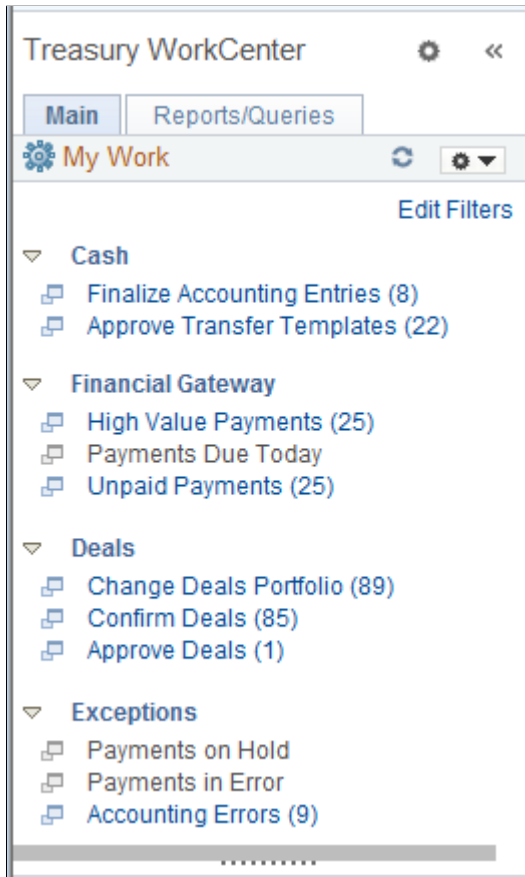 Treasury WorkCenter
Main
Reports/Queries
My Work
Edit Filters
Cash
Finalize Accounting Entries (8)
Approve Transfer Templates (22)
Financial Gateway
High Value Payments (25)
Payments Due Today
Unpaid Payments (25)
Deals
Change Deals Portfolio (89)
Confirm Deals (85)
Approve Deals (1)
Exceptions
Payments on Hold
Payments in Error
Accounting Errors (9)